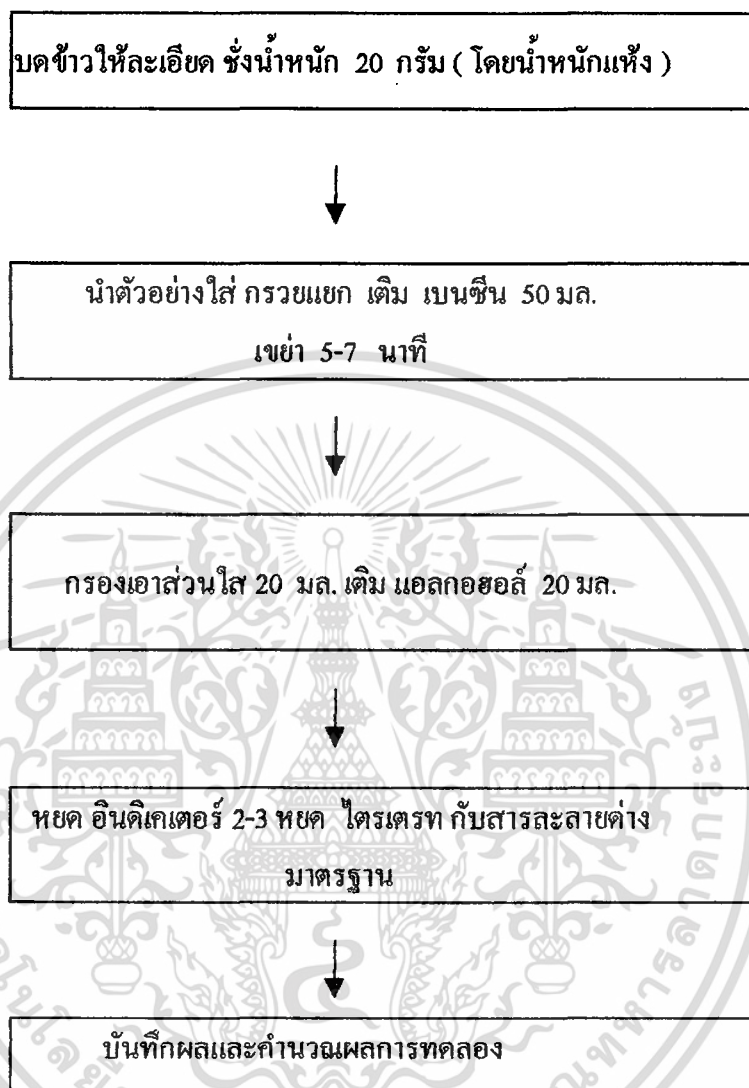 บดข้าวให้ละเอียด ชั่งน้ำหนัก 20 กรัม ( โดยน้ำหนักแห้ง )
นำตัวอย่างใส่ กรวยแยก เติม เบนซีน 50 มล.
เขย่า 5-7 นาที
กรองเอาส่วนใส 20 มล. เติม แอลกอฮอล์ 20 มล.
หยด อินดิเคเตอร์ 2-3 หยด ไตรเตรท กับสารละลายด่าง
มาตรฐาน
บันทึกผลและคำนวณผลการทดลอง